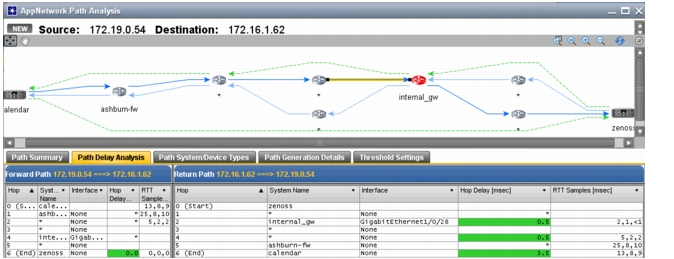 AppNetwork Path Analysis
NEW Source: 172.19.0.54 Destination: 172.16.1.62
alendar
ashburn-fw
*
*
*
internal_gw
*
*
zenoss
Path Summary Path Delay Analysis Path System/Device Types Path Generation Details Threshold Settings
Forward Path 172.19.0.54 ===> 172.16.1.62 Return Path 172.19.0.54 ===> 172.16.1.62
Hop Syst... Name Interface Hop Delay... RTT Sample... Hop System Name Interface Hop Delay [msec] RTT Samples [msec]
0 (S... cale... 13,8,9 0 (Start) zenoss
1 ashb... None * 25,8,10 1 * None *
2 * None * 5,2,2 2 internal_gw GigabitEthernet1/0/28 0.5 2,1,<1
3 * None 3 * None
4 inte... Gigab... 4 * None 0.5 5,2,2
5 * None 5 ashburn-fw None * 25,8,10
6 (End) zenoss None 0.0 0,0,0 6 (End) calendar None 3.5 13,8,9